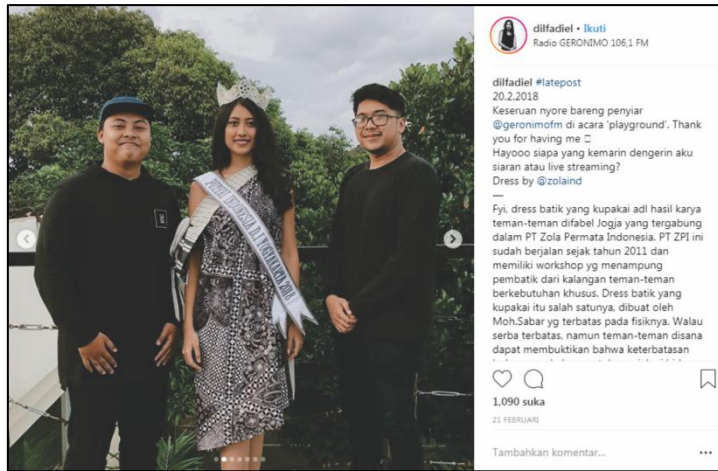 dilfadiel • Ikuti
Radio GERONIMO 106,1 FM
dilfadiel #latepost
20.2.2018
Keseruan nyore bareng penyiar
@geronimofm di acara 'playground'. Thank
you for having me
Hayooo siapa yang kemarin dengerin aku
siaran atau live streaming?
Dress by @zolaind
—
Fyi, dress batik yang kupakai adl hasil karya
teman-teman difabel Jogja yang tergabung
dalam PT Zola Permata Indonesia. PT ZPI ini
sudah berjalan sejak tahun 2011 dan
memiliki workshop yg menampung
pembatik dari kalangan teman-teman
berkebutuhan khusus. Dress batik yang
kupakai itu salah satunya, dibuat oleh
Moh.Sabar yg terbatas pada fisiknya. Walau
serba terbatas, namun teman-teman disana
dapat membuktikan bahwa keterbatasan
1,090 suka
21 FEBRUARI
Tambahkan komentar...
PUTERI INDONESIA D.I. YOGYAKARTA 2018